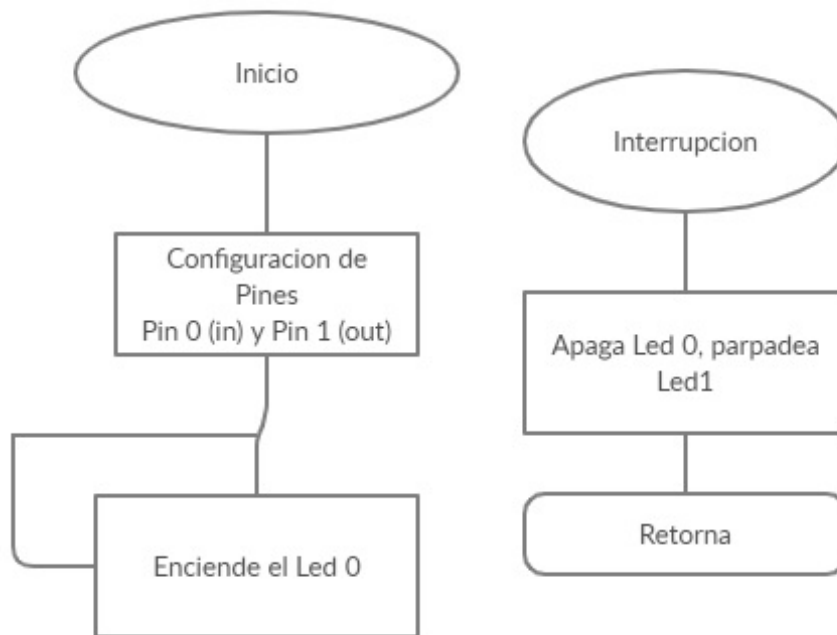 Inicio
Configuracion de
Pines
Pin 0 (in) y Pin 1 (out)
Enciende el Led 0
Interrupcion
Apaga Led 0, parpadea
Led1
Retorna